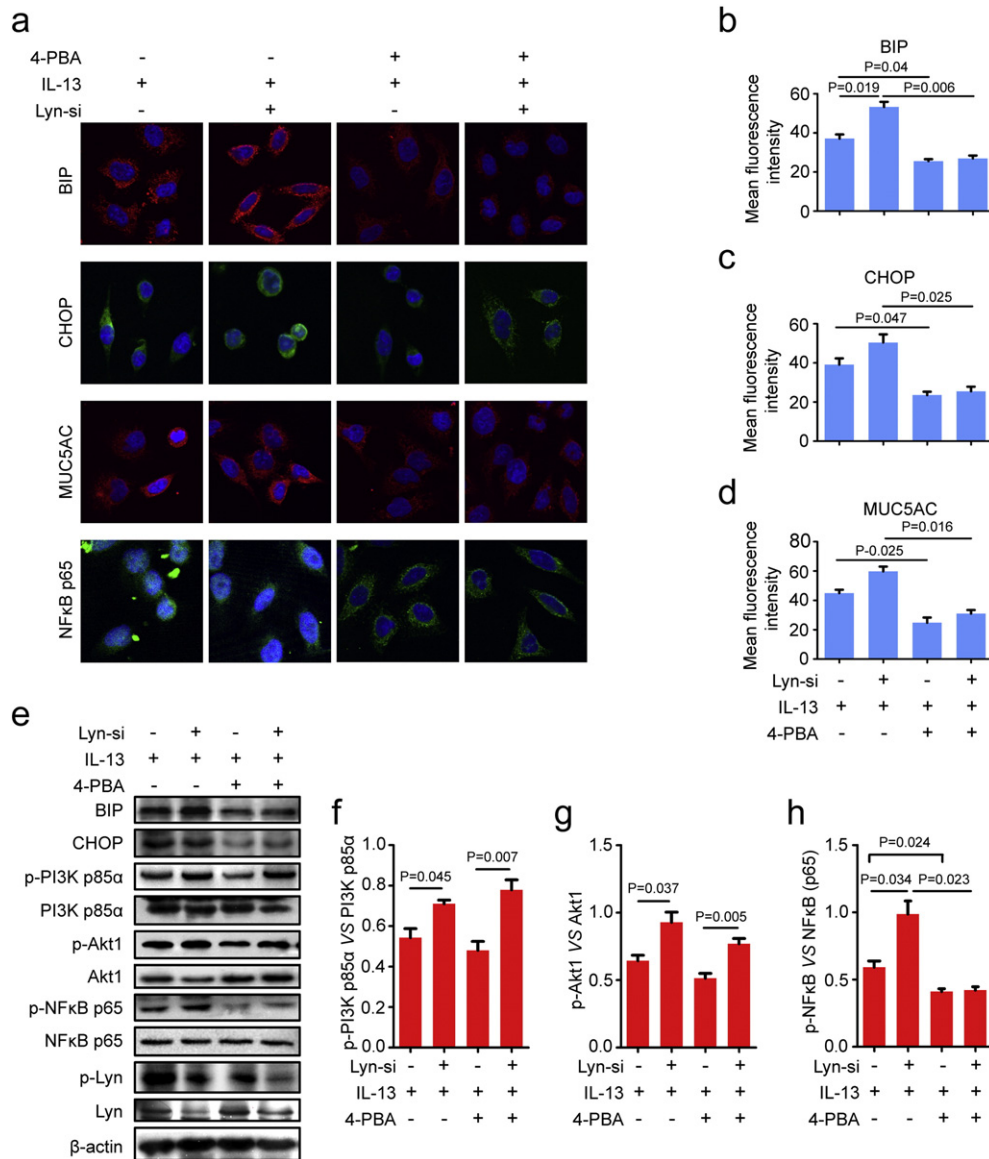 a
4-PBA - - + +
IL-13 + + + +
Lyn-si - + - +
BIP
CHOP
MUC5AC
NFκB p65
b
BIP
P=0.04
P=0.019
P=0.006
Mean fluorescence
intensity
60
40
20
0
c
CHOP
P=0.025
P=0.047
Mean fluorescence
intensity
60
40
20
0
d
MUC5AC
P=0.016
P-0.025
Mean fluorescence
intensity
80
60
40
20
0
Lyn-si - + - +
IL-13 + + + +
4-PBA - - + +
e
Lyn-si - + - +
IL-13 + + + +
4-PBA - - + +
BIP
CHOP
p-PI3K p85α
PI3K p85α
p-Akt1
Akt1
p-NFκB p65
NFκB p65
p-Lyn
Lyn
β-actin
f
p-PI3K p85α VS PI3K p85α
1.0
0.8
0.6
0.4
0.2
0.0
P=0.007
P=0.045
Lyn-si - + - +
IL-13 + + + +
4-PBA - - + +
g
p-Akt1 VS Akt1
1.5
1.0
0.5
0.0
P=0.037
P=0.005
Lyn-si - + - +
IL-13 + + + +
4-PBA - - + +
h
p-NFκB VS NFκB (p65)
1.5
1.0
0.5
0.0
P=0.024
P=0.034
P=0.023
Lyn-si - + - +
IL-13 + + + +
4-PBA - - + +